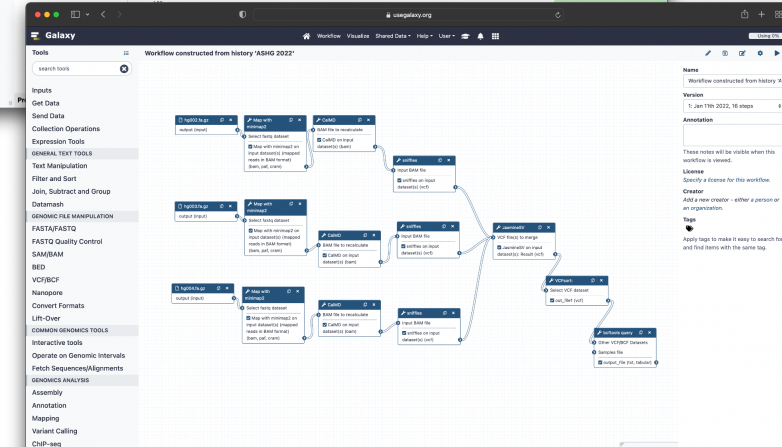 usegalaxy.org
Galaxy
Workflow
Visualize
Shared Data
Help
User
Using 0%
Tools
Workflow constructed from history 'ASHG 2022'
search tools
Inputs
Get Data
Send Data
Collection Operations
Expression Tools
GENERAL TEXT TOOLS
Text Manipulation
Filter and Sort
Join, Subtract and Group
Datamash
GENOMIC FILE MANIPULATION
FASTA/FASTQ
FASTQ Quality Control
SAM/BAM
BED
VCF/BCF
Nanopore
Convert Formats
Lift-Over
COMMON GENOMICS TOOLS
Interactive tools
Operate on Genomic Intervals
Fetch Sequences/Alignments
GENOMICS ANALYSIS
Assembly
Annotation
Mapping
Variant Calling
ChIP-seq
hg002.fa.gz
output (input)
Map with
minimap2
Select fastq dataset
Map with minimap2 on
input dataset(s) (mapped
reads in BAM format)
(bam, paf, cram)
CalMD
BAM file to recalculate
CalMD on input
dataset(s) (bam)
sniffles
Input BAM file
sniffles on input
dataset(s) (vcf)
hg003.fa.gz
output (input)
Map with
minimap2
Select fastq dataset
Map with minimap2 on
input dataset(s) (mapped
reads in BAM format)
(bam, paf, cram)
CalMD
BAM file to recalculate
CalMD on input
dataset(s) (bam)
sniffles
Input BAM file
sniffles on input
dataset(s) (vcf)
hg004.fa.gz
output (input)
Map with
minimap2
Select fastq dataset
Map with minimap2 on
input dataset(s) (mapped
reads in BAM format)
(bam, paf, cram)
CalMD
BAM file to recalculate
CalMD on input
dataset(s) (bam)
sniffles
Input BAM file
sniffles on input
dataset(s) (vcf)
JasmineSV
VCF file(s) to merge
JasmineSV on input
dataset(s): Result (vcf)
VCFsort:
Select VCF dataset
out_file1 (vcf)
bcftools query
Other VCF/BCF Datasets
Samples file
output_file (txt, tabular)
Name
Workflow constructed from history 'A
Version
1: Jan 11th 2022, 16 steps
Annotation
These notes will be visible when this
workflow is viewed.
License
Specify a license for this workflow.
Creator
Add a new creator - either a person or
an organization.
Tags
Apply tags to make it easy to search for
and find items with the same tag.